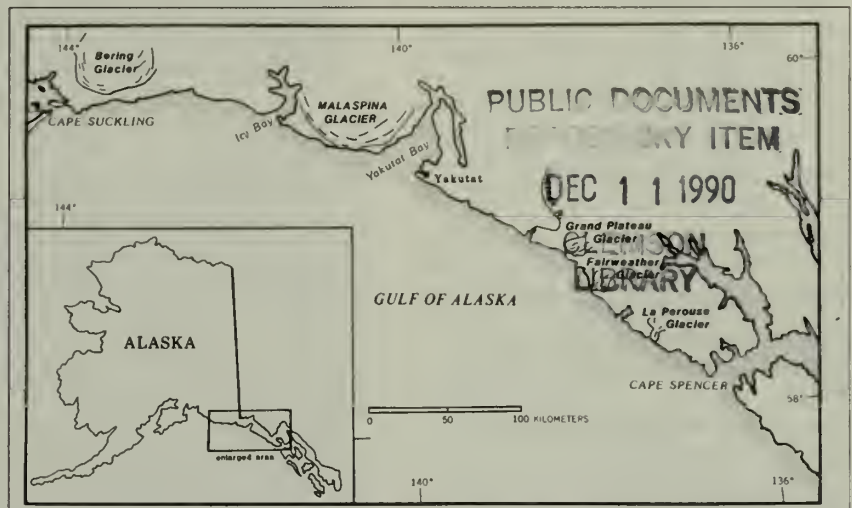 144°
140°
136°
60°
Bering
Glacier
CAPE SUCKLING
Icy Bay
MALASPINA
GLACIER
Yakutat Bay
Yakutat
PUBLIC DOCUMENTS
ITEM
DEC 11 1990
CLEMSON
LIBRARY
Grand Plateau
Glacier
Fairweather
Glacier
La Perouse
Glacier
144°
GULF OF ALASKA
ALASKA
CAPE SPENCER
58°
0 50 100 KILOMETERS
enlarged area
140°
136°